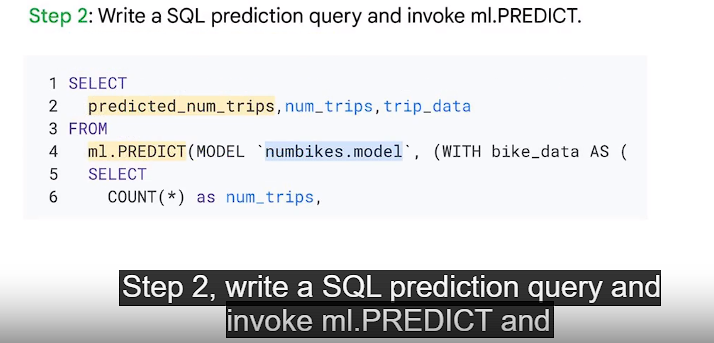 Step 2: Write a SQL prediction query and invoke ml.PREDICT.
1 SELECT
2 predicted_num_trips,num_trips,trip_data
3 FROM
4 ml.PREDICT(MODEL `numbikes.model`, (WITH bike_data AS (
5 SELECT
6 COUNT(*) as num_trips,
Step 2, write a SQL prediction query and
invoke ml.PREDICT and